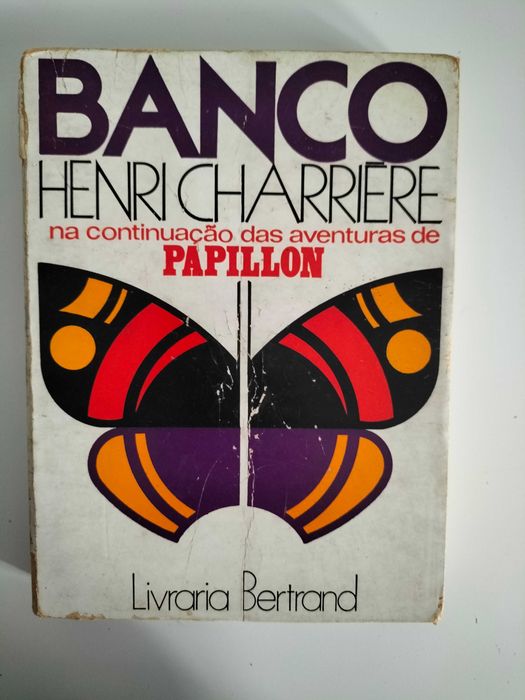 BANCO
HENRI CHARRIÈRE
na continuação das aventuras de
PAPILLON
Livraria Bertrand